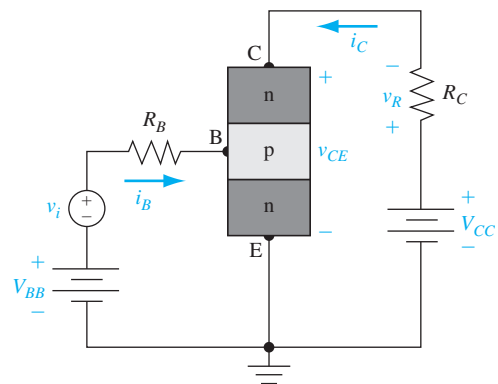 C
i_C
−
+
n
v_R
R_C
R_B
B
p
v_CE
+
i_B
v_i
+
−
n
+
V_CC
−
E
−
+
V_BB
−